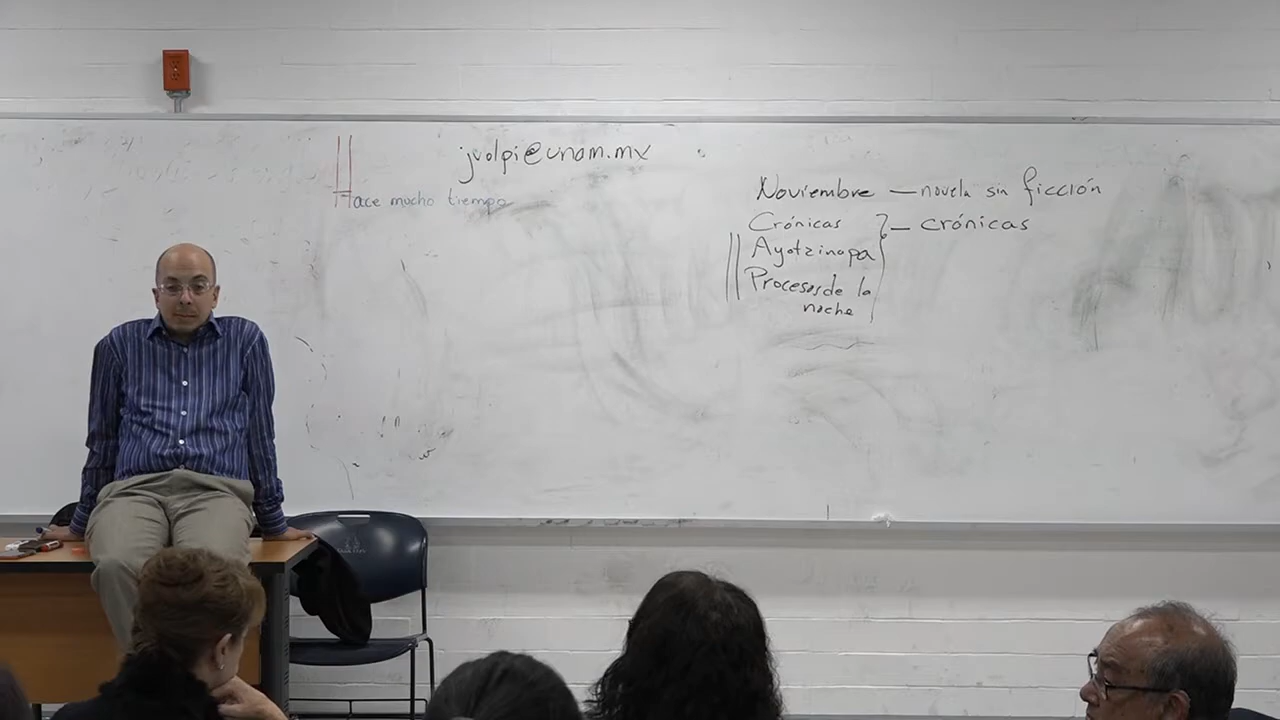 jvolpi@unam.mx
Hace mucho tiempo
Noviembre — novela sin ficción
Crónicas } — crónicas
Ayotzinapa
Procesos de la
noche